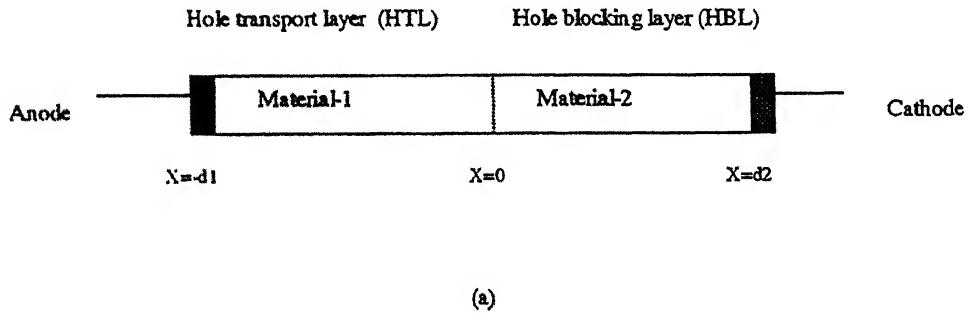 Hole transport layer (HTL) Hole blocking layer (HBL)
Anode Material-1 Material-2 Cathode
X=-d1 X=0 X=d2
(a)